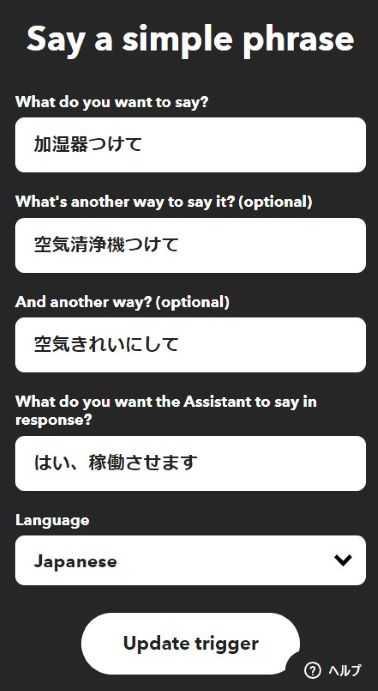 Say a simple phrase
What do you want to say?
加湿器つけて
What's another way to say it? (optional)
空気清浄機つけて
And another way? (optional)
空気きれいにして
What do you want the Assistant to say in
response?
はい、稼働させます
Language
Japanese
Update trigger
? ヘルプ